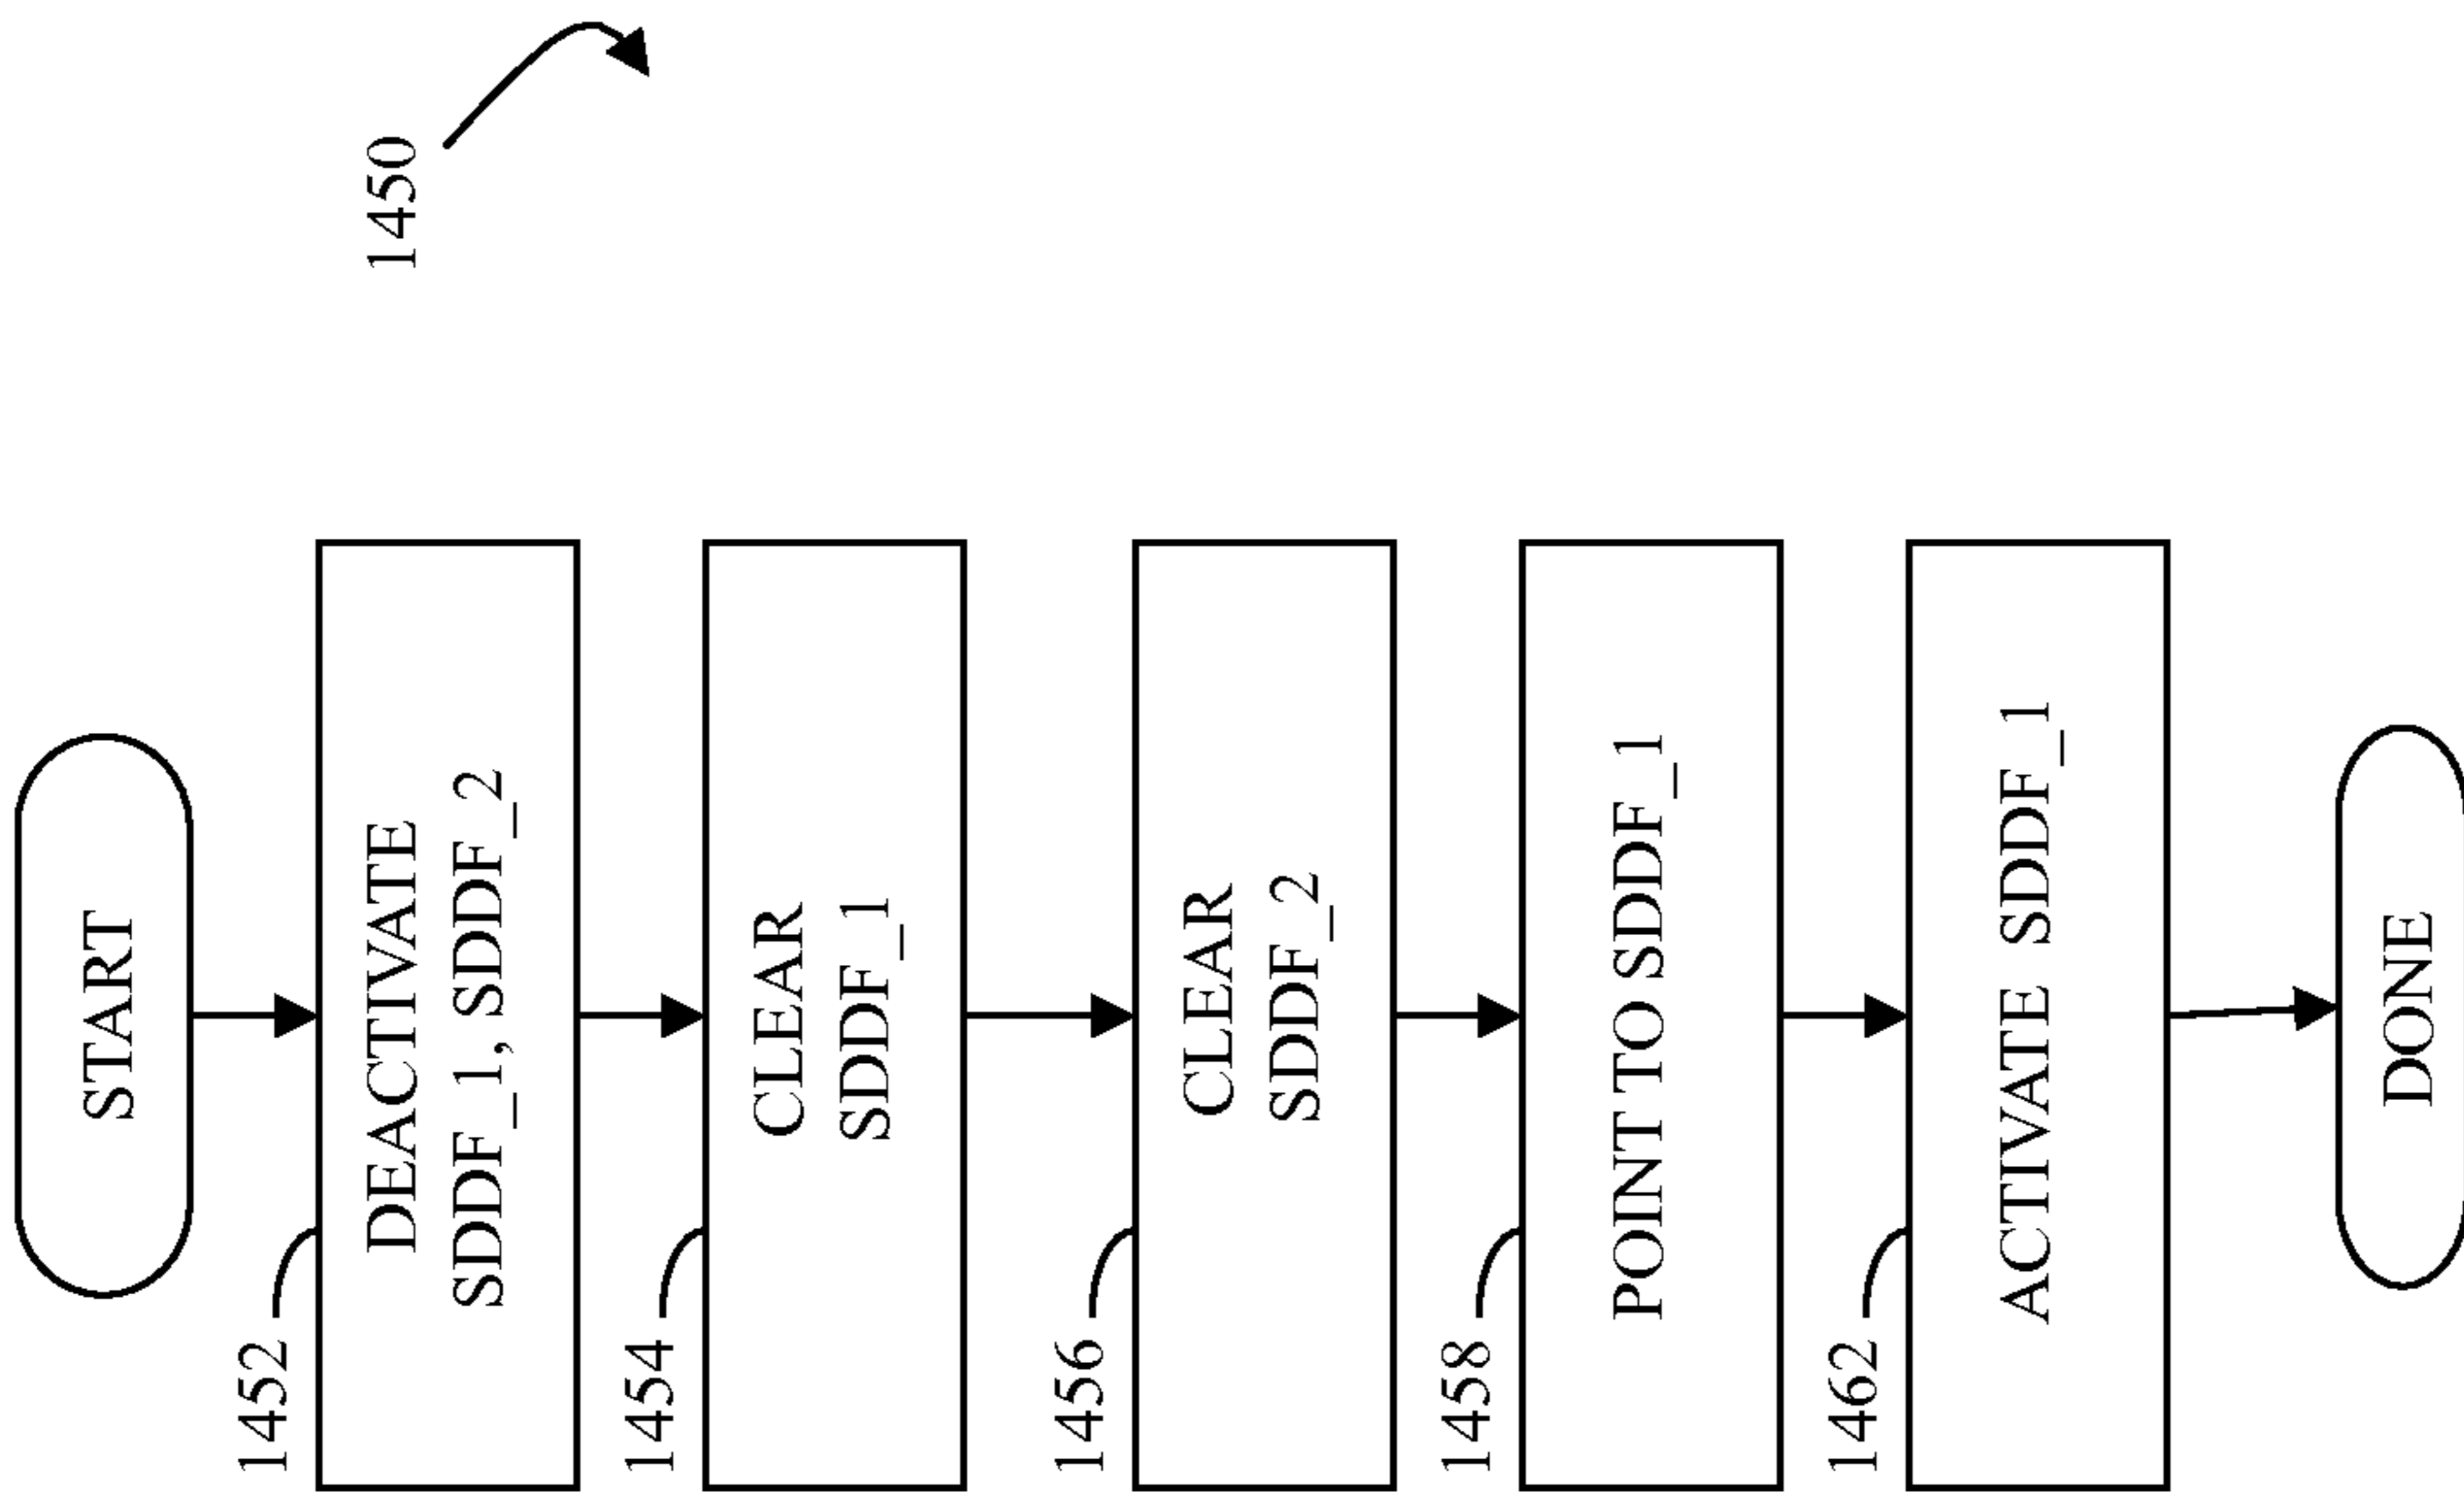 1450
START
1452
DEACTIVATE
SDDF_1, SDDF_2
1454
CLEAR
SDDF_1
1456
CLEAR
SDDF_2
1458
POINT TO SDDF_1
1462
ACTIVATE SDDF_1
DONE